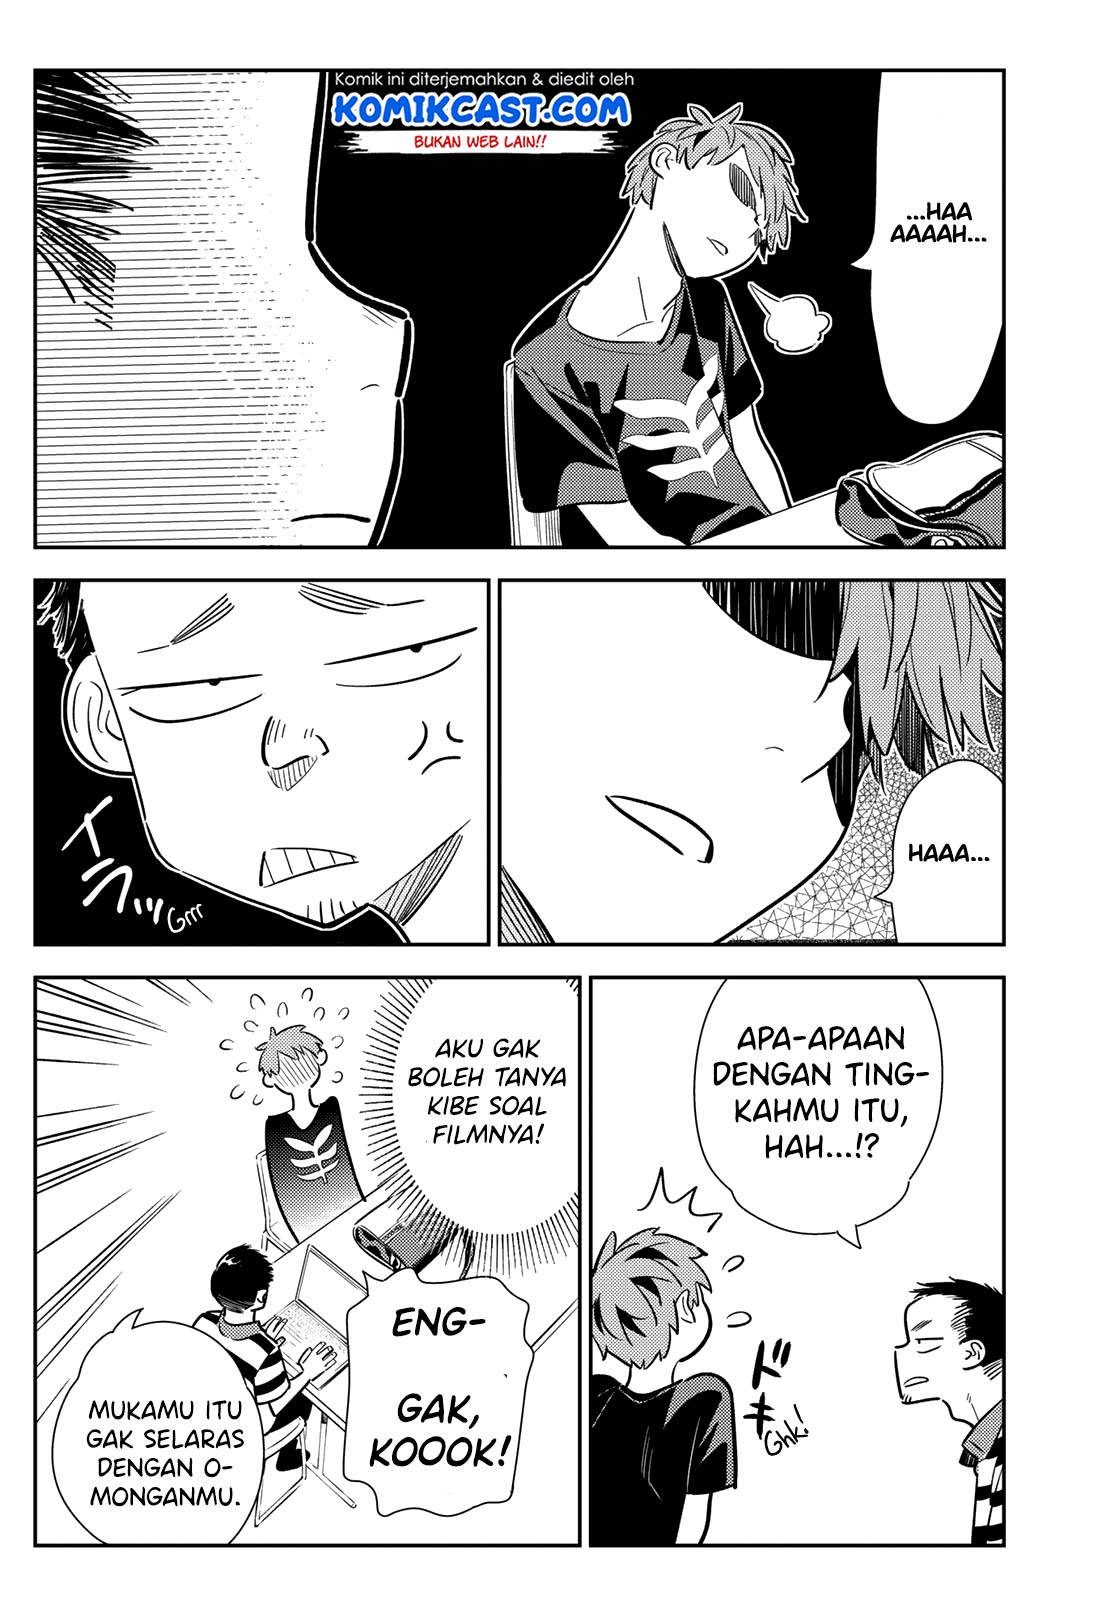 Komik ini diterjemahkan & diedit oleh
KOMIKCAST.COM
BUKAN WEB LAIN!!
...HAA
AAAAH...
HAAA...
イラッ
Grrr
APA-APAAN
DENGAN TING-
KAHMU ITU,
HAH...!?
ドキ
Ghk!
AKU GAK
BOLEH TANYA
KIBE SOAL
FILMNYA!
ENG-
GAK,
KOOOK!
MUKAMU ITU
GAK SELARAS
DENGAN O-
MONGANMU.